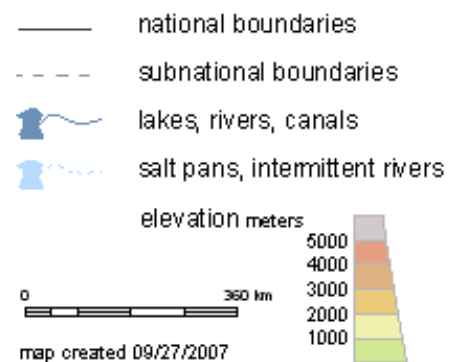 national boundaries
subnational boundaries
lakes, rivers, canals
salt pans, intermittent rivers
elevation meters
5000
4000
3000
2000
1000
0 360 km
map created 09/27/2007